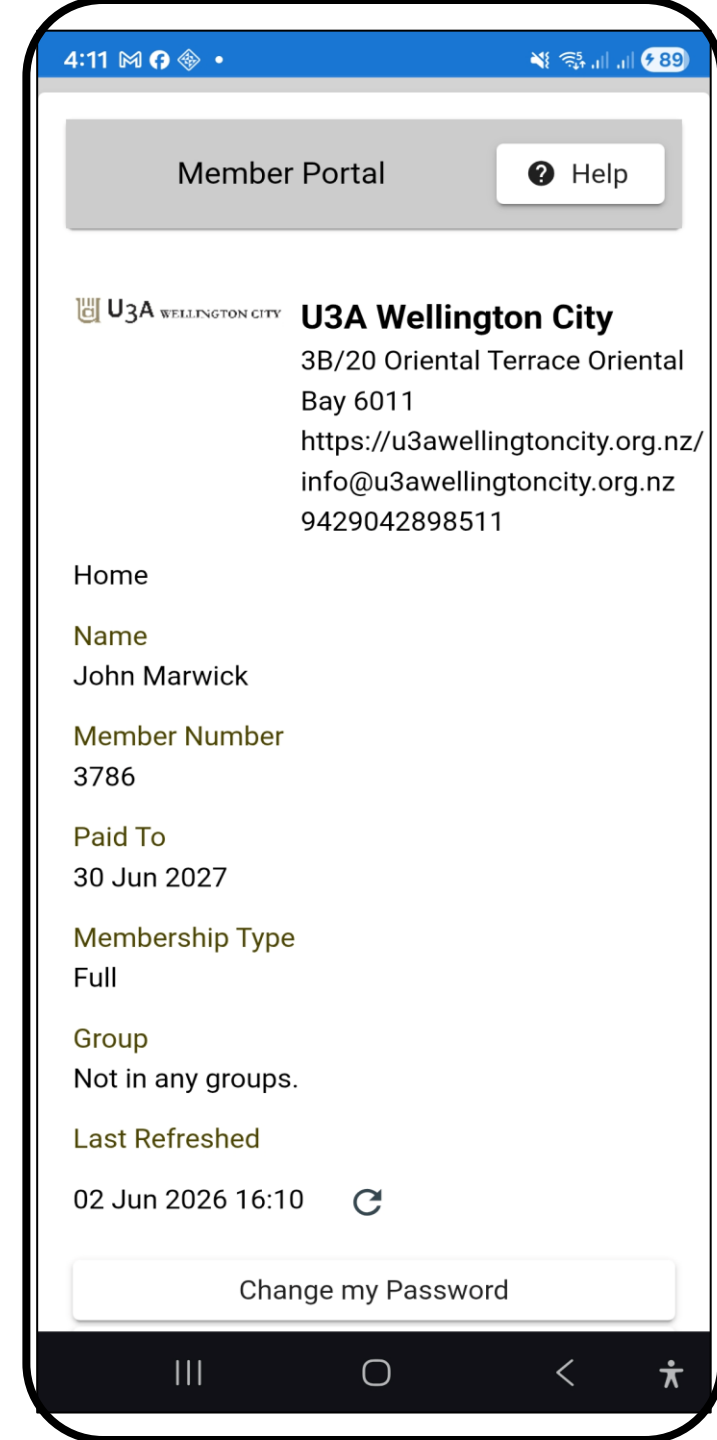 4:11
89
Member Portal
Help
U3A WELLINGTON CITY
U3A Wellington City
3B/20 Oriental Terrace Oriental
Bay 6011
https://u3awellingtoncity.org.nz/
info@u3awellingtoncity.org.nz
9429042898511
Home
Name
John Marwick
Member Number
3786
Paid To
30 Jun 2027
Membership Type
Full
Group
Not in any groups.
Last Refreshed
02 Jun 2026 16:10
Change my Password